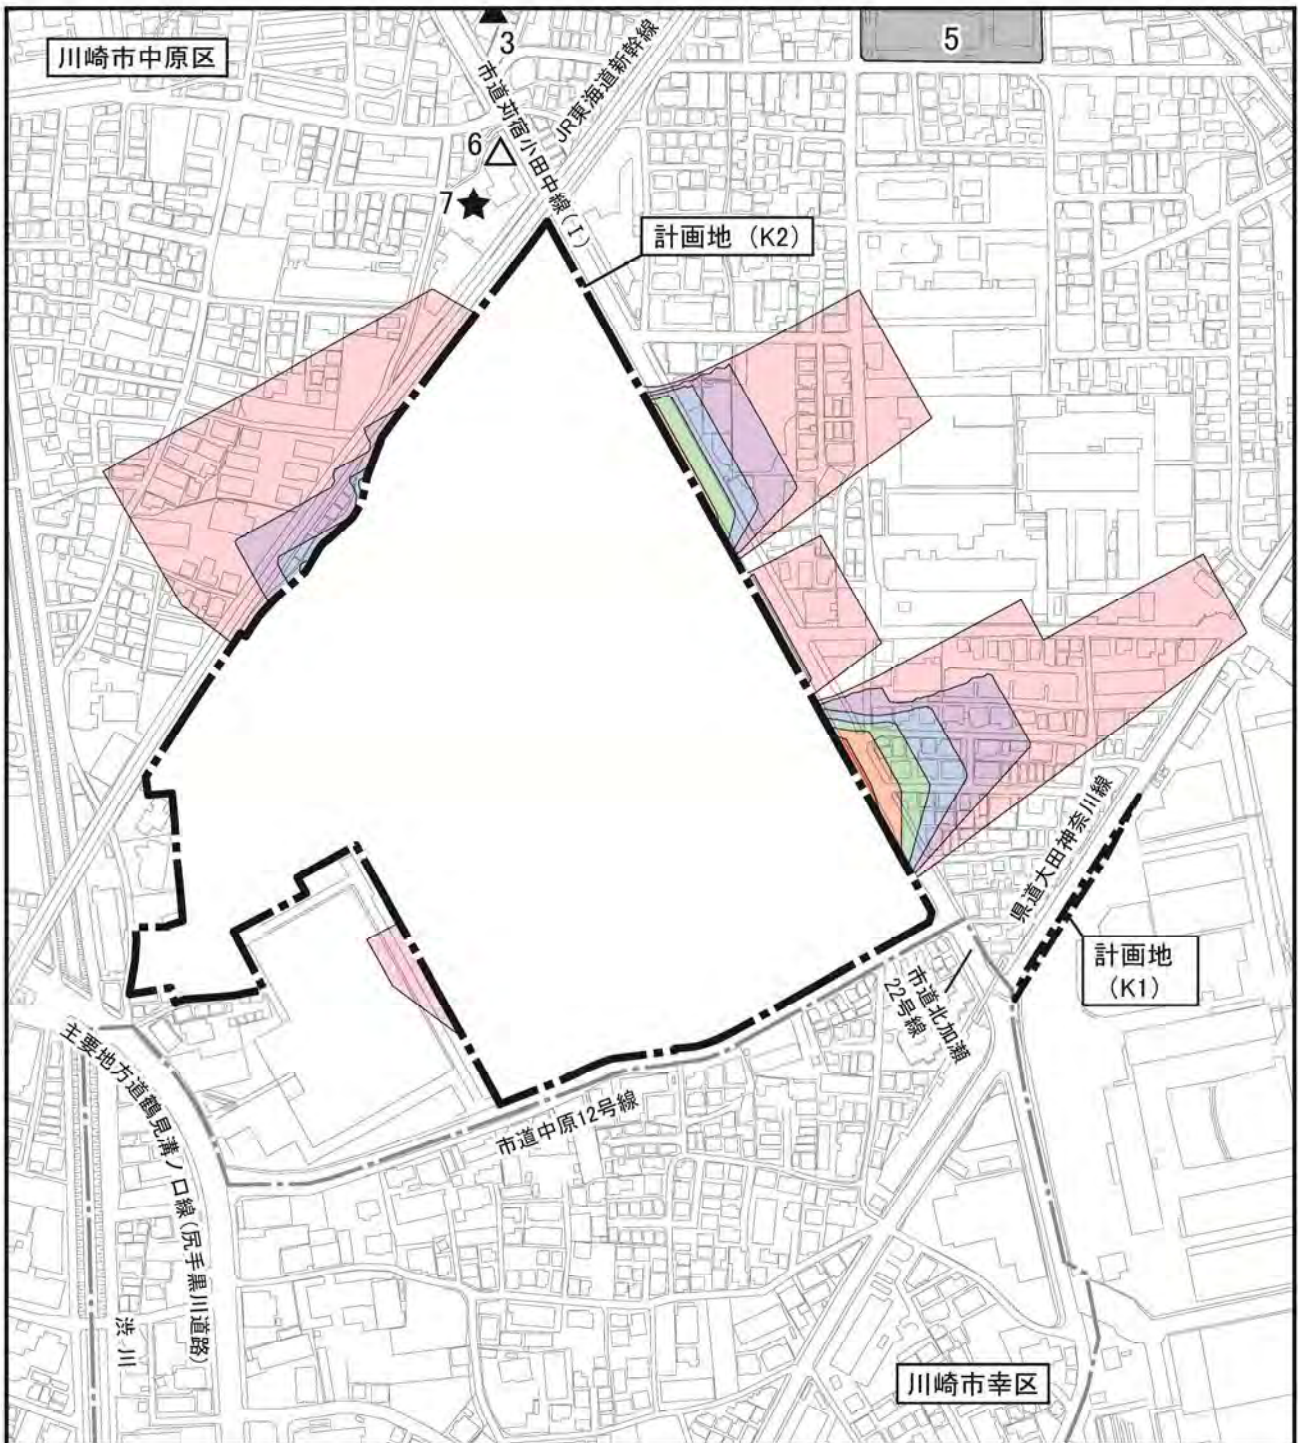 川崎市中原区
3
5
市道苅宿小田中線(Ⅰ)
JR東海道新幹線
6
7
計画地 (K2)
県道大田神奈川線
計画地
(K1)
市道北加瀬
22号線
主要地方道鶴見溝ノ口線(尻手黒川道路)
市道中原12号線
渋川
川崎市幸区